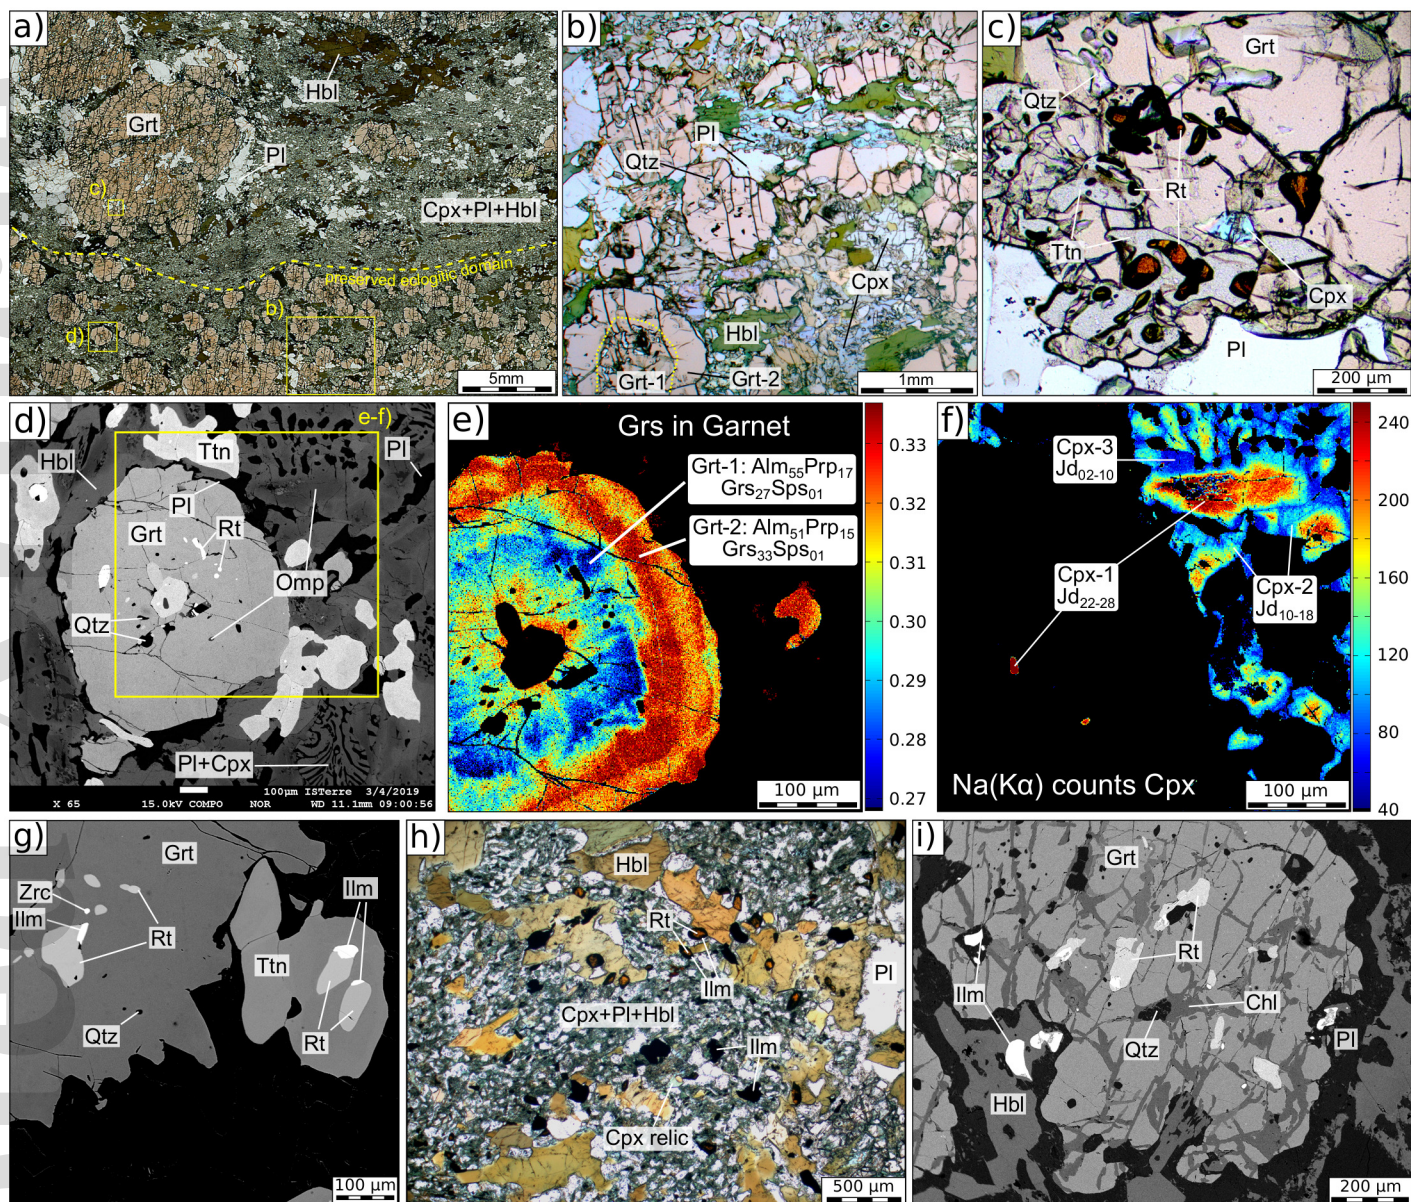 a)
Hbl
Grt
Pl
c)
Cpx+Pl+Hbl
preserved eclogitic domain
b)
d)
5mm
b)
Pl
Qtz
Cpx
Hbl
Grt-1
Grt-2
1mm
c)
Grt
Qtz
Rt
Ttn
Cpx
Pl
200 µm
d)
e-f)
Ttn
Hbl
Pl
Pl
Grt
Rt
Omp
Qtz
Pl+Cpx
100µm ISTerre 3/4/2019
X 65 15.0kV COMPO NOR WD 11.1mm 09:00:56
e)
Grs in Garnet
Grt-1: Alm55Prp17
Grs27Sps01
Grt-2: Alm51Prp15
Grs33Sps01
100 µm
0.33
0.32
0.31
0.30
0.29
0.28
0.27
f)
Cpx-3
Jd02-10
Cpx-1
Jd22-28
Cpx-2
Jd10-18
Na(Kα) counts Cpx
100 µm
240
200
160
120
80
40
g)
Grt
Zrc
Ilm
Ilm
Rt
Ttn
Qtz
Rt
100 µm
h)
Hbl
Rt
Ilm
Pl
Cpx+Pl+Hbl
Ilm
Cpx relic
500 µm
i)
Grt
Rt
Ilm
Chl
Qtz
Pl
Hbl
200 µm